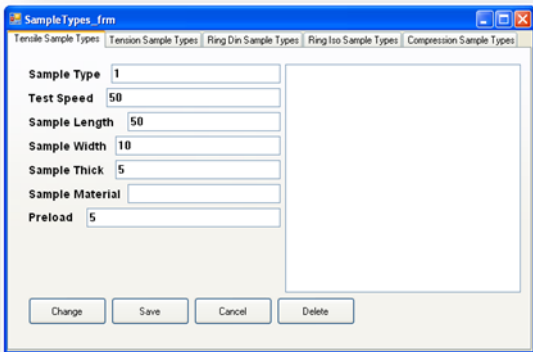 SampleTypes_frm
Tensile Sample Types Tension Sample Types Ring Din Sample Types Ring Iso Sample Types Compression Sample Types
Sample Type 1
Test Speed 50
Sample Length 50
Sample Width 10
Sample Thick 5
Sample Material
Preload 5
Change Save Cancel Delete